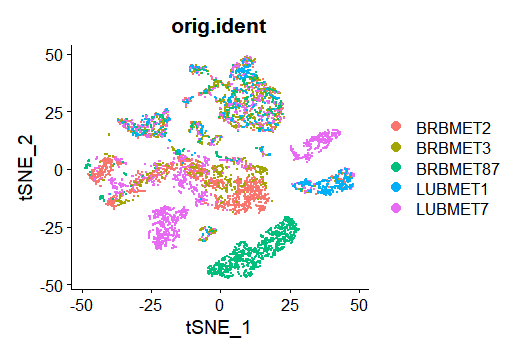 orig.ident
50
25
0
-25
-50
tSNE_2
-50
-25
0
25
50
tSNE_1
BRBMET2
BRBMET3
BRBMET87
LUBMET1
LUBMET7